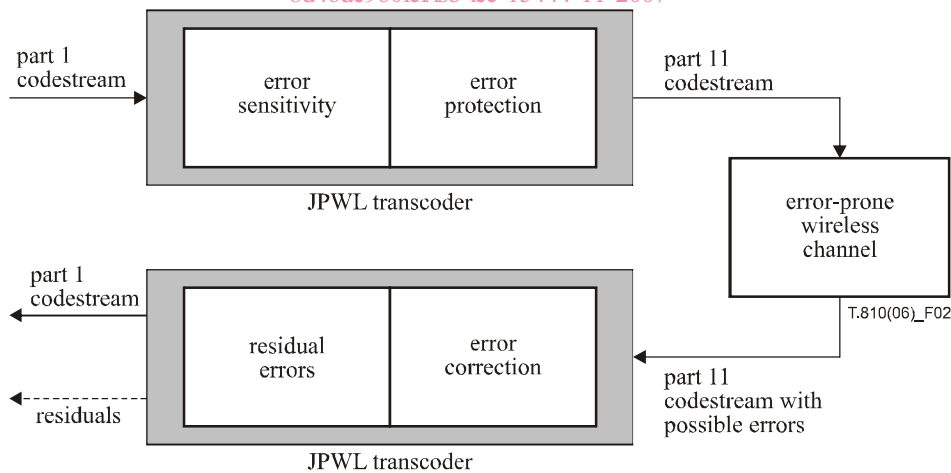 part 1
codestream
error
sensitivity
error
protection
part 11
codestream
JPWL transcoder
error-prone
wireless
channel
T.810(06)_F02
part 1
codestream
residuals
residual
errors
error
correction
part 11
codestream with
possible errors
JPWL transcoder